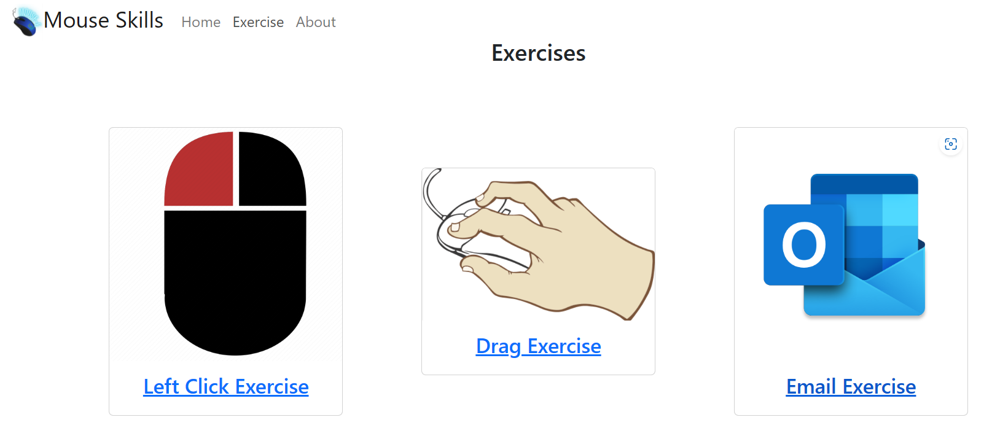 Mouse Skills Home Exercise About
Exercises
O
Drag Exercise
Left Click Exercise
Email Exercise